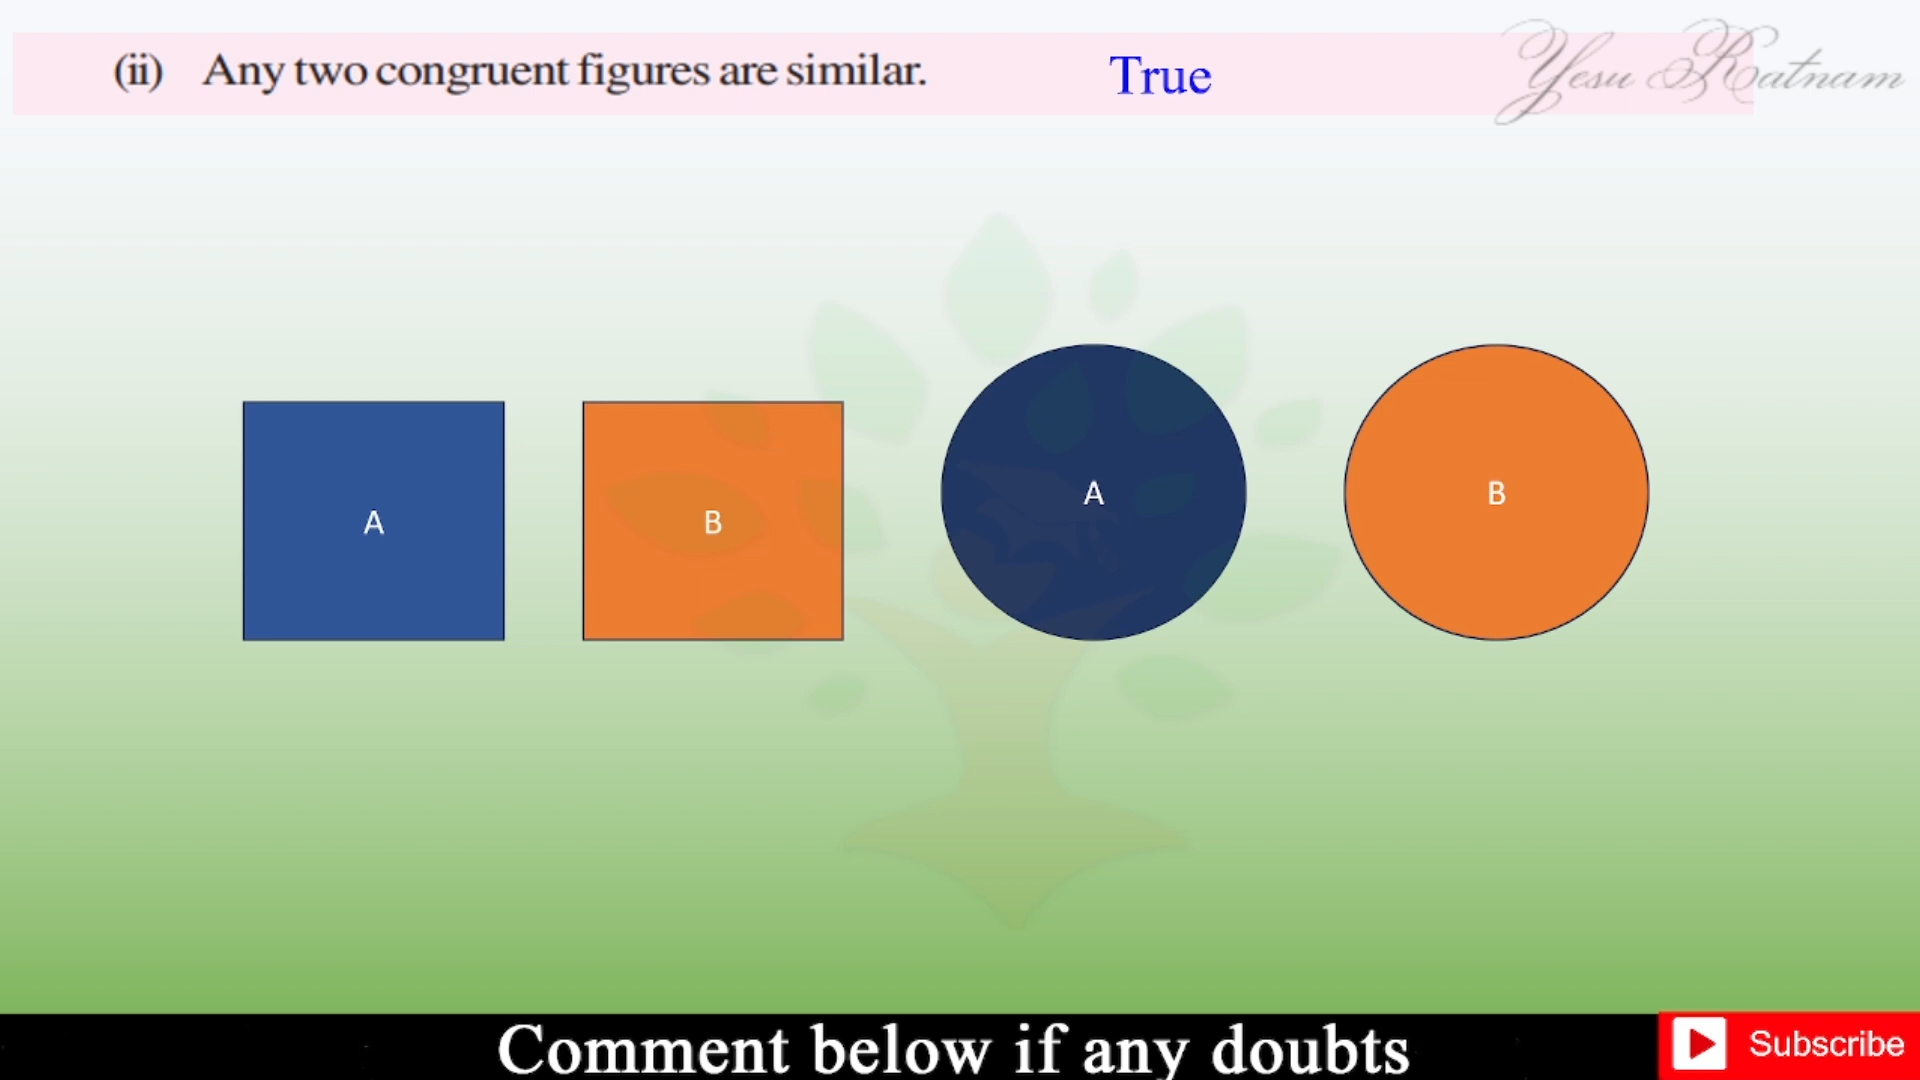 (ii) Any two congruent figures are similar. True
Yesu Ratnam
A B A B
Comment below if any doubts
Subscribe